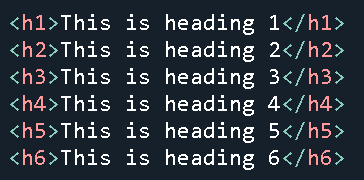 <h1>This is heading 1</h1>
<h2>This is heading 2</h2>
<h3>This is heading 3</h3>
<h4>This is heading 4</h4>
<h5>This is heading 5</h5>
<h6>This is heading 6</h6>